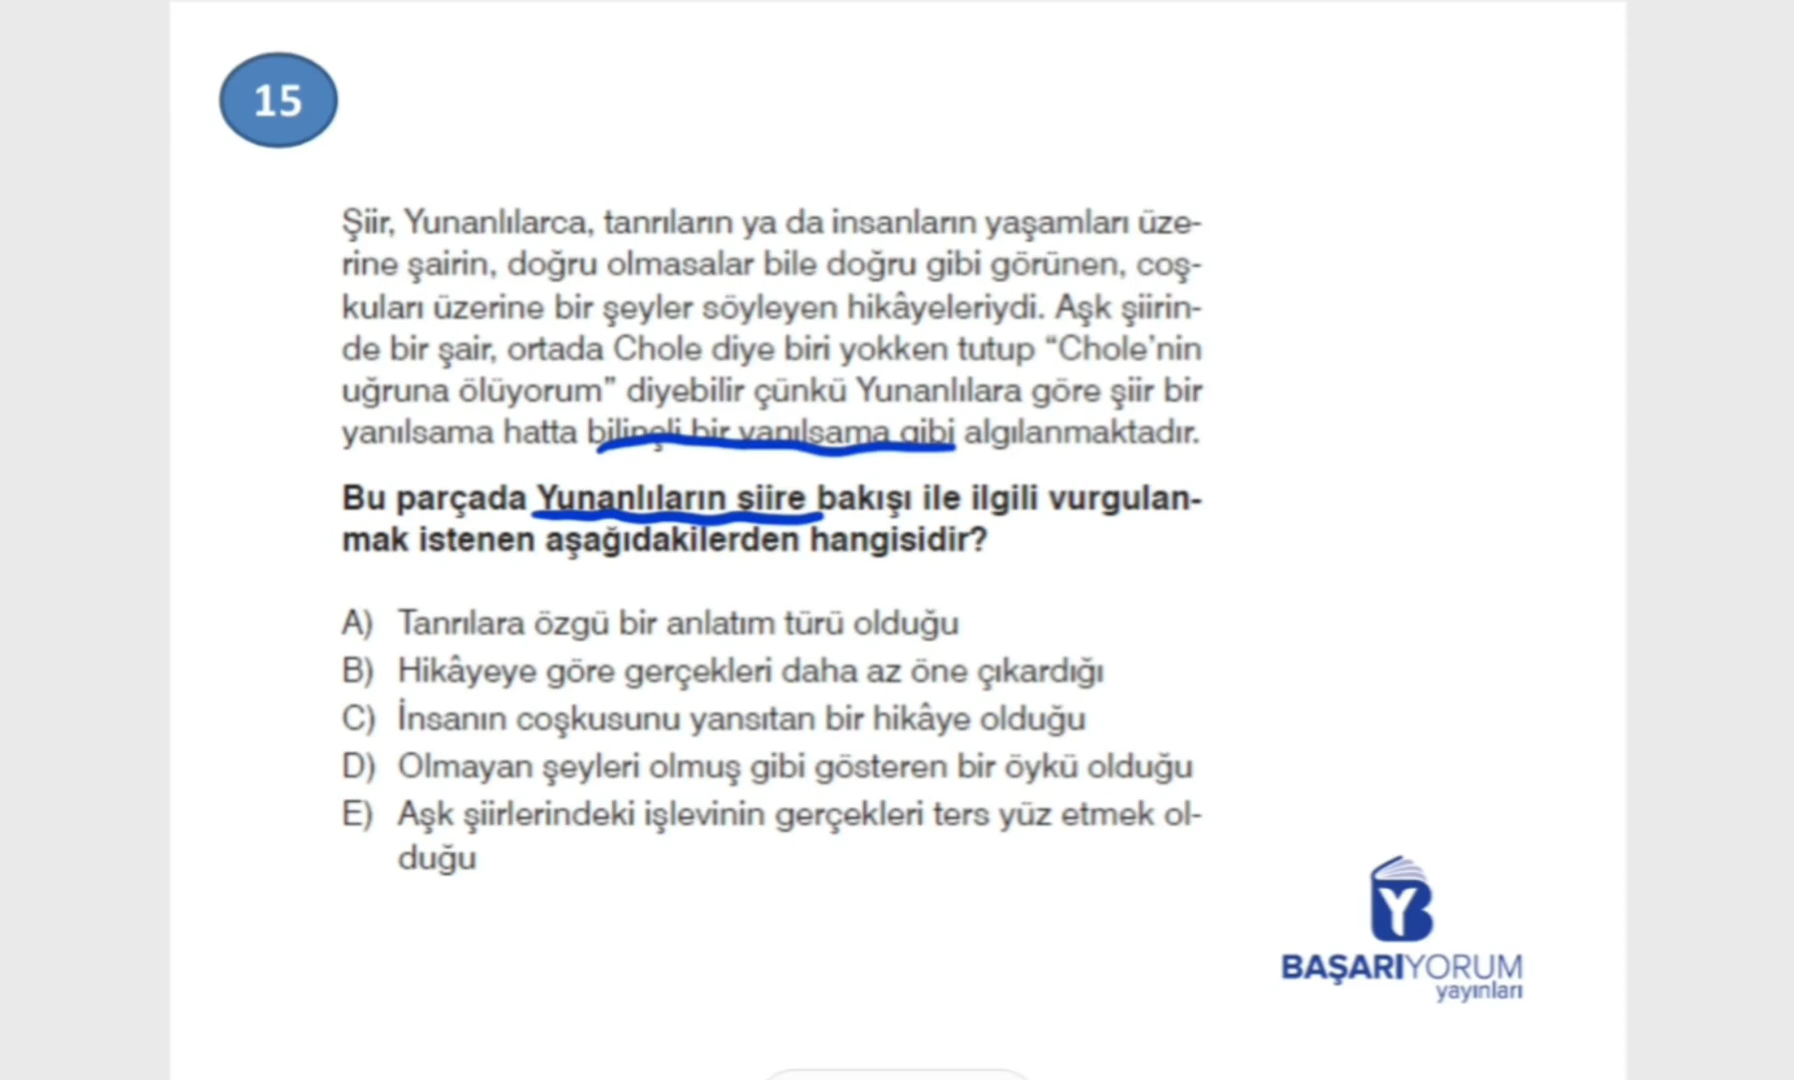 15
Şiir, Yunanlılarca, tanrıların ya da insanların yaşamları üze-
rine şairin, doğru olmasalar bile doğru gibi görünen, coş-
kuları üzerine bir şeyler söyleyen hikâyeleriydi. Aşk şiirin-
de bir şair, ortada Chole diye biri yokken tutup “Chole’nin
uğruna ölüyorum” diyebilir çünkü Yunanlılara göre şiir bir
yanılsama hatta bilinçli bir yanılsama gibi algılanmaktadır.
Bu parçada Yunanlıların şiire bakışı ile ilgili vurgulan-
mak istenen aşağıdakilerden hangisidir?
A) Tanrılara özgü bir anlatım türü olduğu
B) Hikâyeye göre gerçekleri daha az öne çıkardığı
C) İnsanın coşkusunu yansıtan bir hikâye olduğu
D) Olmayan şeyleri olmuş gibi gösteren bir öykü olduğu
E) Aşk şiirlerindeki işlevinin gerçekleri ters yüz etmek ol-
duğu
BAŞARIYORUM
yayınları